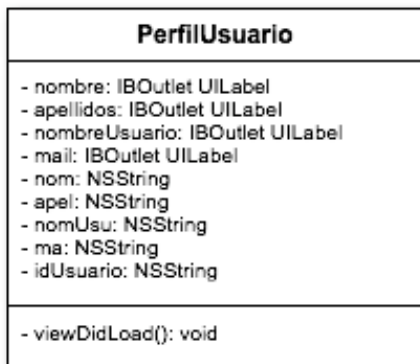 PerfilUsuario
- nombre: IBOutlet UILabel
- apellidos: IBOutlet UILabel
- nombreUsuario: IBOutlet UILabel
- mail: IBOutlet UILabel
- nom: NSString
- apel: NSString
- nomUsu: NSString
- ma: NSString
- idUsuario: NSString
- viewDidLoad(): void